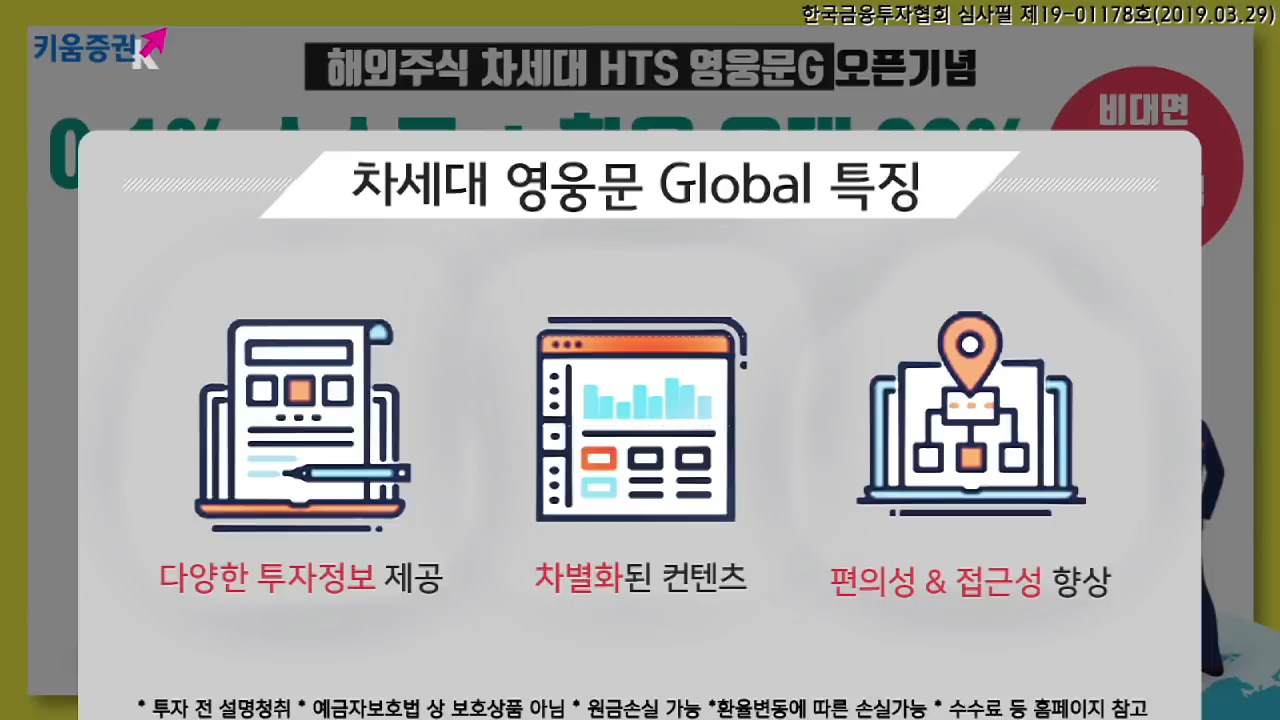 한국금융투자협회 심사필 제19-01178호(2019.03.29)
키움증권
해외주식 차세대 HTS 영웅문G 오픈기념
비대면
차세대 영웅문 Global 특징
다양한 투자정보 제공
차별화된 컨텐츠
편의성 & 접근성 향상
* 투자 전 설명청취 * 예금자보호법 상 보호상품 아님 * 원금손실 가능 *환율변동에 따른 손실가능 * 수수료 등 홈페이지 참고